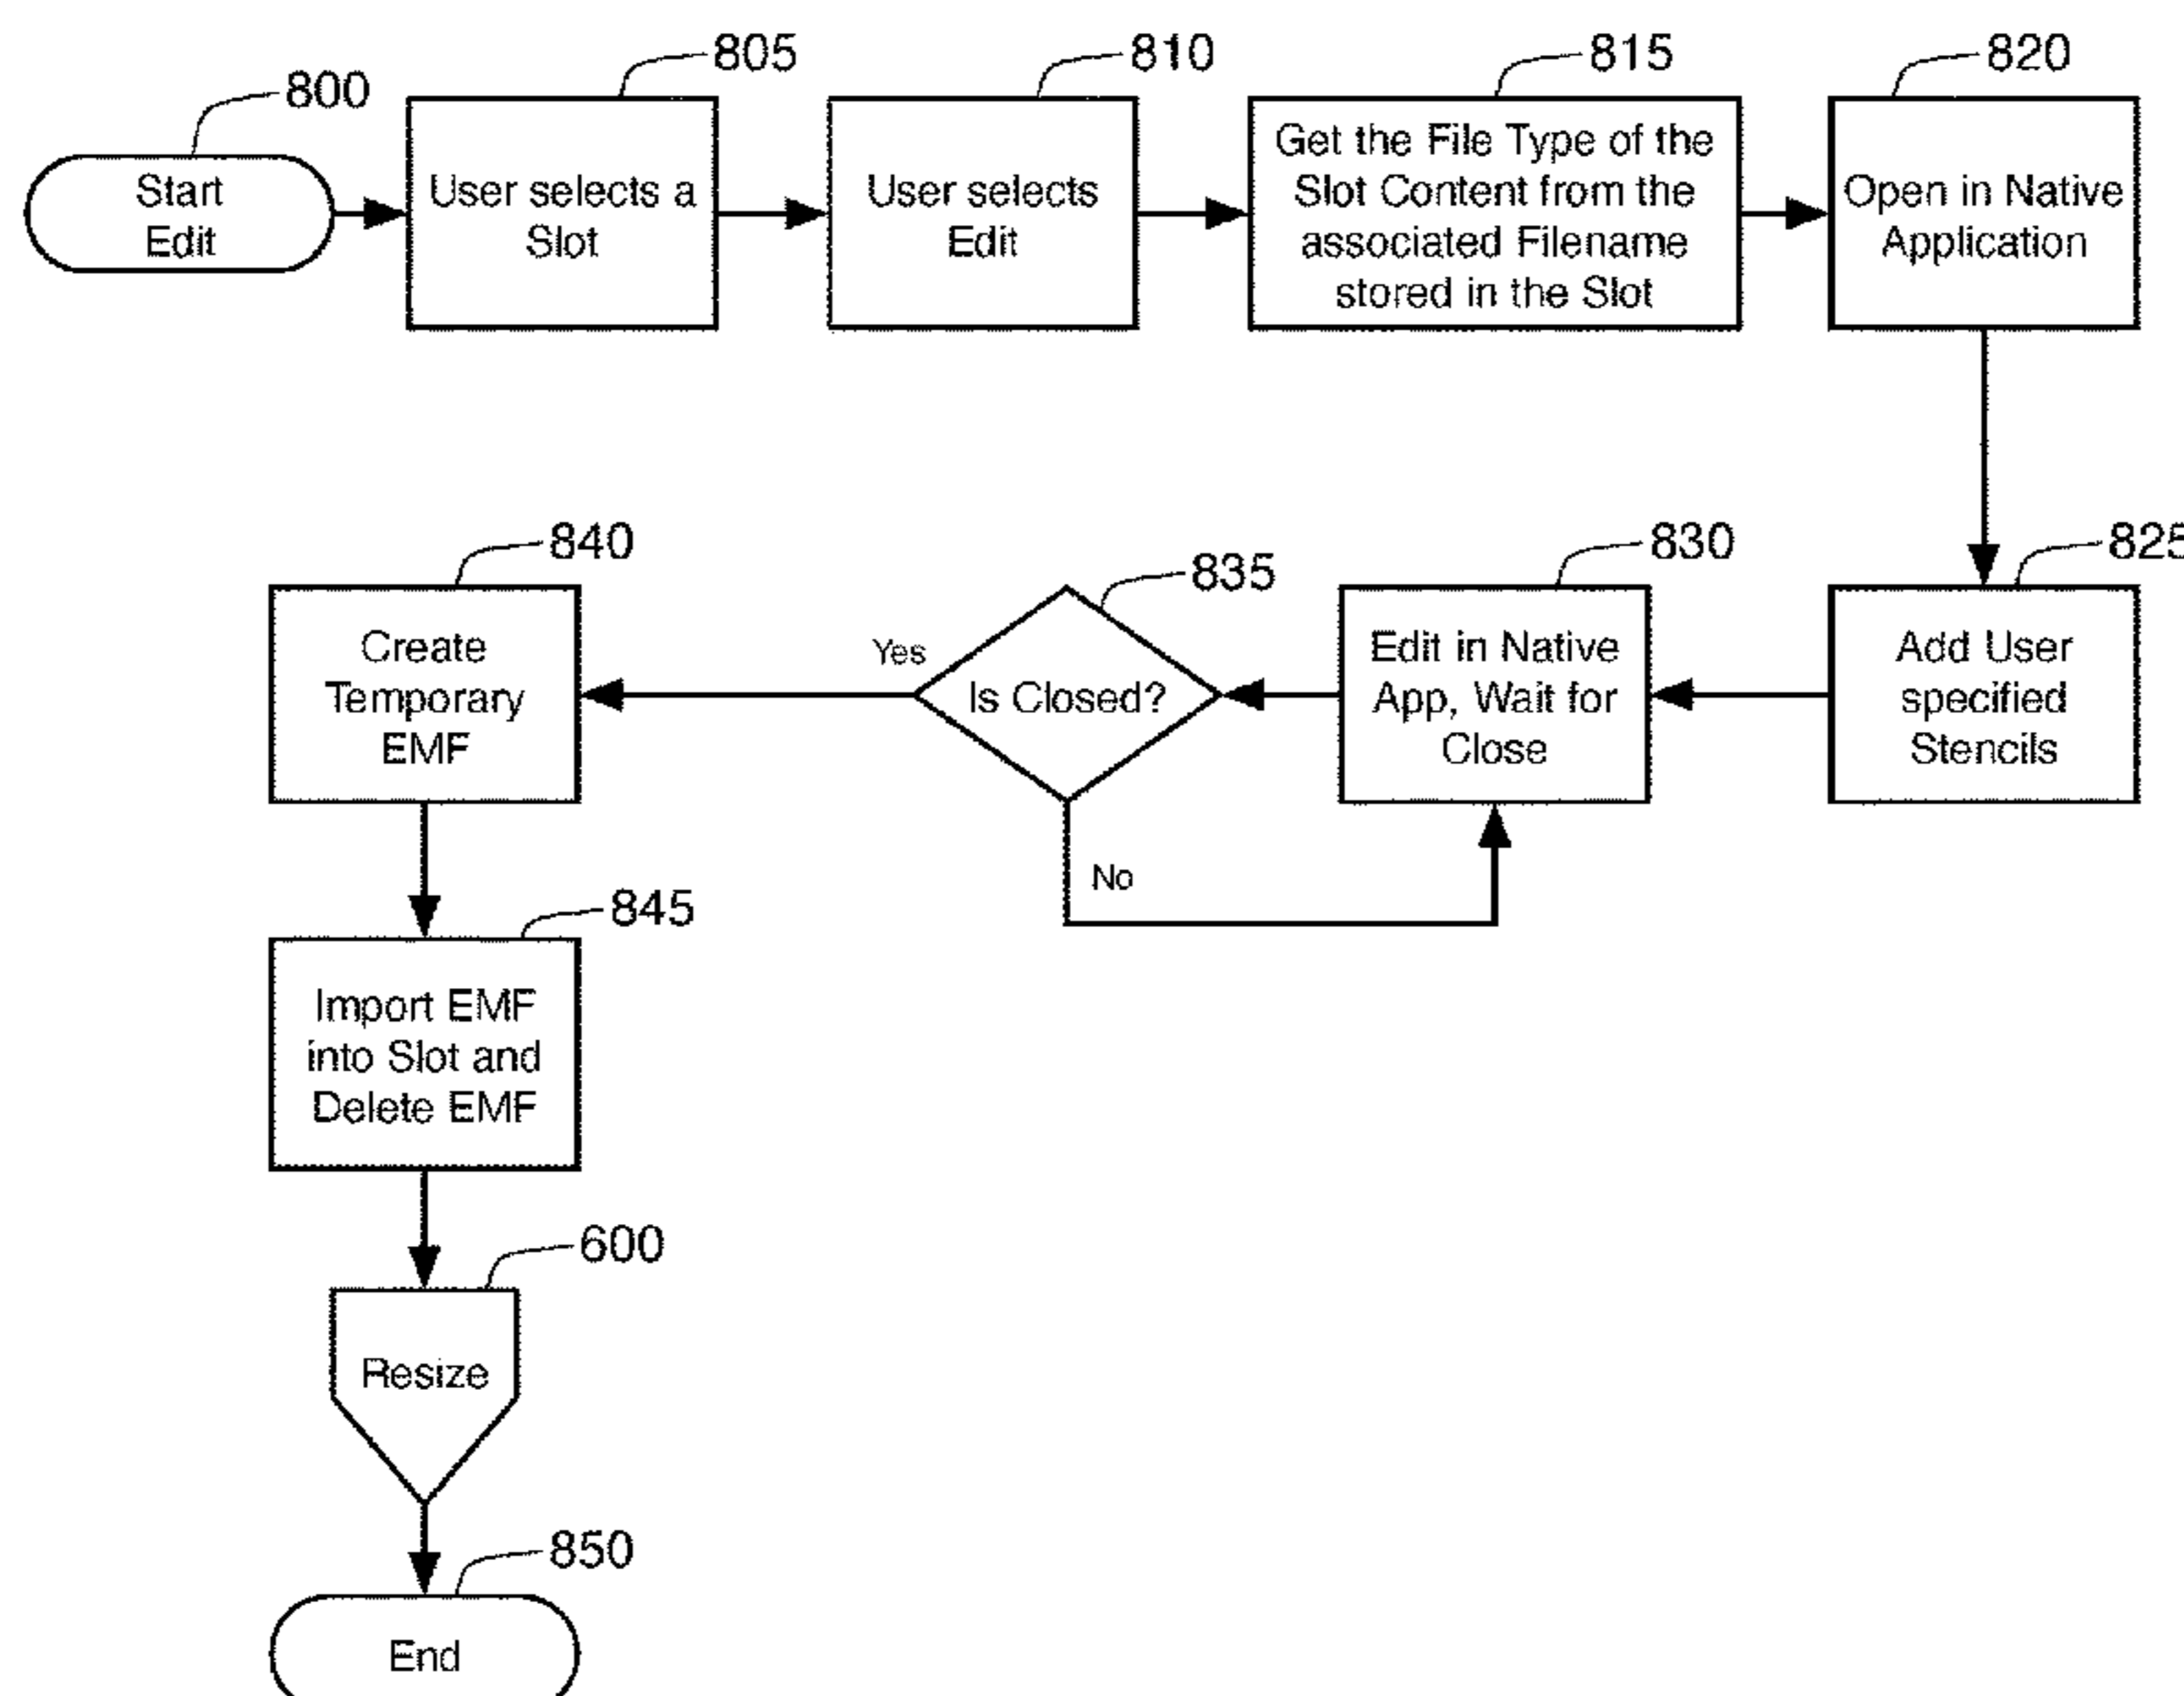 800
Start
Edit
805
User selects a
Slot
810
User selects
Edit
815
Get the File Type of the
Slot Content from the
associated Filename
stored in the Slot
820
Open in Native
Application
825
Add User
specified
Stencils
830
Edit in Native
App, Wait for
Close
835
Is Closed?
Yes
No
840
Create
Temporary
EMF
845
Import EMF
into Slot and
Delete EMF
600
Resize
850
End